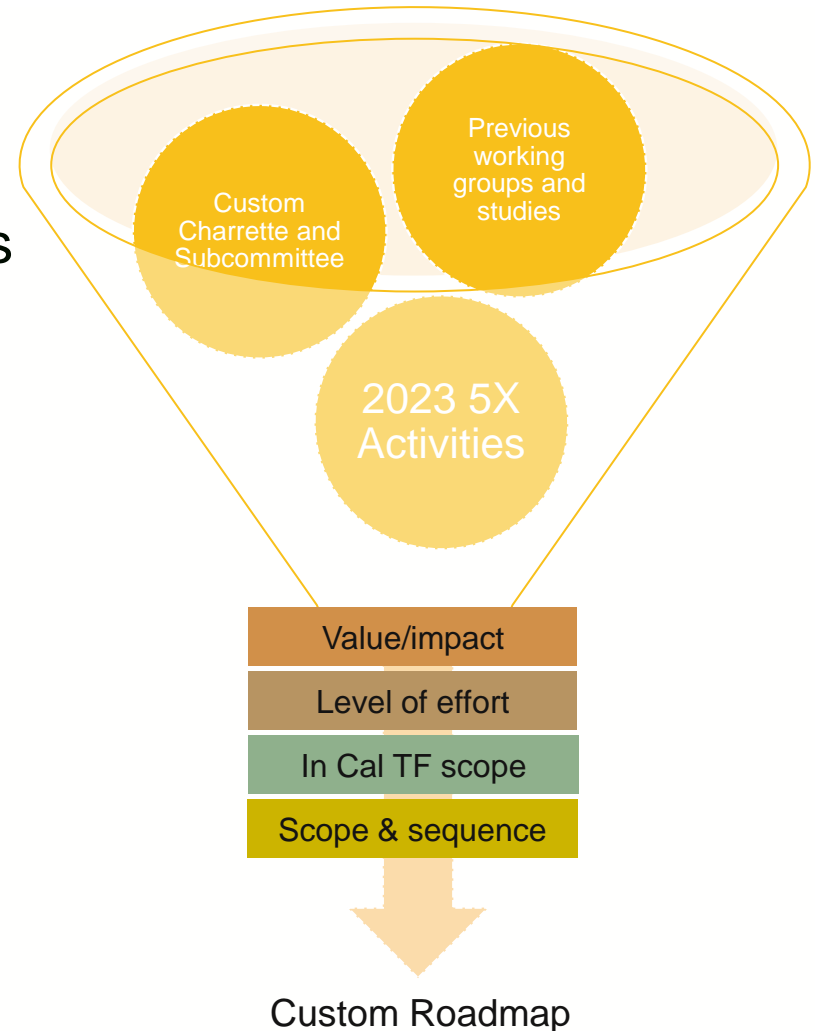 Previous
working
groups and
studies
Custom
Charrette and
Subcommittee
s
2023 5X
Activities
Value/impact
Level of effort
In Cal TF scope
Scope & sequence
Custom Roadmap